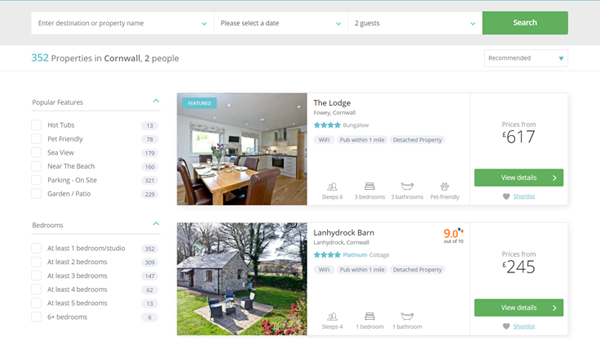 Enter destination or property name
Please select a date
2 guests
Search
352 Properties in Cornwall, 2 people
Recommended
Popular Features
Hot Tubs 13
Pet Friendly 78
Sea View 179
Near The Beach 160
Parking - On Site 321
Garden / Patio 229
Bedrooms
At least 1 bedroom/studio 352
At least 2 bedrooms 309
At least 3 bedrooms 147
At least 4 bedrooms 62
At least 5 bedrooms 13
6+ bedrooms 6
FEATURED
The Lodge
Fowey, Cornwall
Bungalow
WiFi Pub within 1 mile Detached Property
Sleeps 6 3 bedrooms 3 bathrooms Pet-friendly
Prices from
£617
View details
Shortlist
Lanhydrock Barn
Lanhydrock, Cornwall
Platinum Cottage
9.0
out of 10
WiFi Pub within 1 mile Detached Property
Sleeps 4 1 bedroom 1 bathroom
Prices from
£245
View details
Shortlist